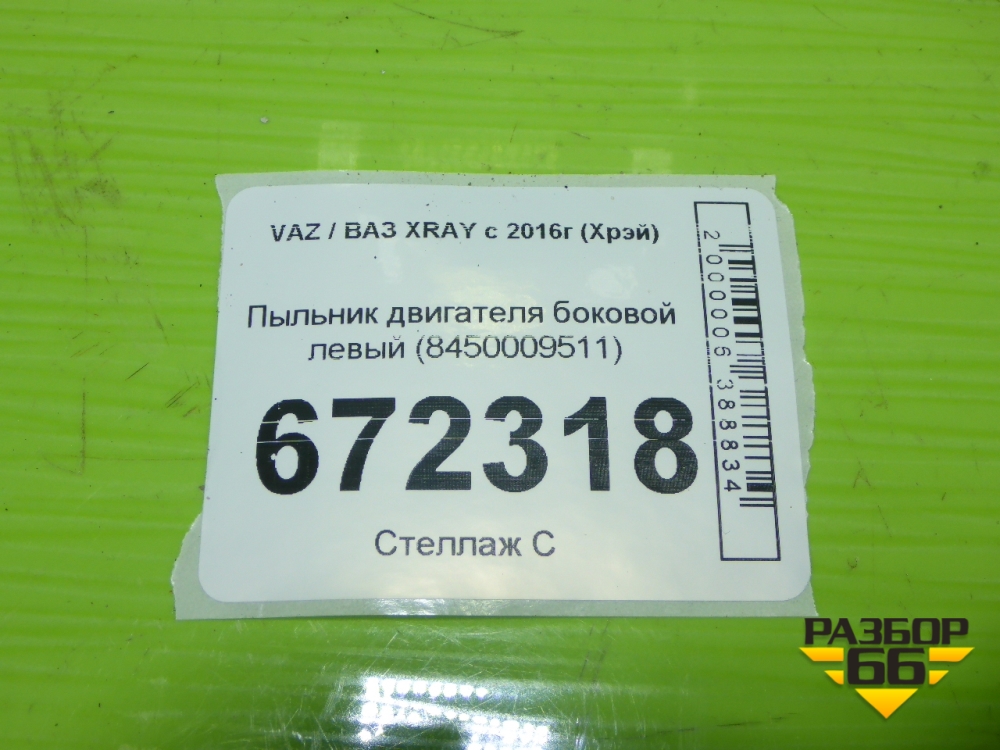 VAZ / ВАЗ XRAY с 2016г (Хрэй)
Пыльник двигателя боковой
левый (8450009511)
672318
Стеллаж С
2000006388834
РАЗБОР
66